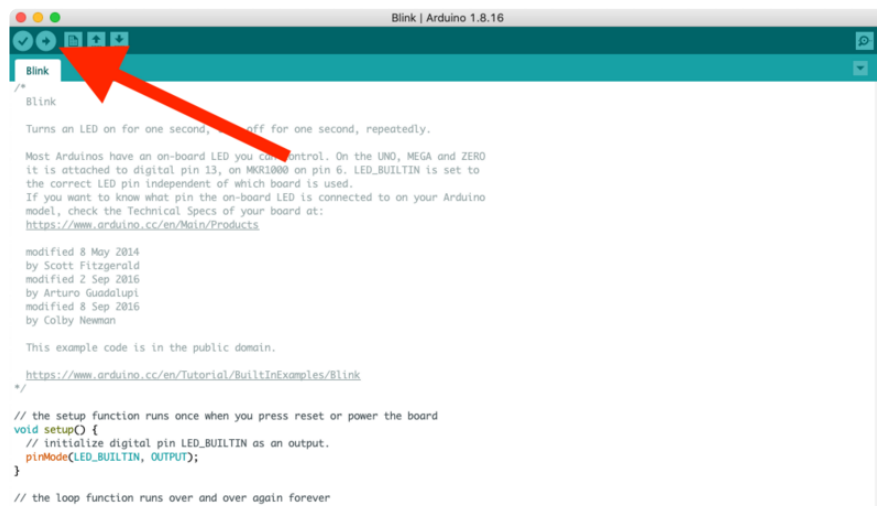 Blink | Arduino 1.8.16
Blink
/*
Blink
Turns an LED on for one second, off for one second, repeatedly.
Most Arduinos have an on-board LED you can control. On the UNO, MEGA and ZERO
it is attached to digital pin 13, on MKR1000 on pin 6. LED_BUILTIN is set to
the correct LED pin independent of which board is used.
If you want to know what pin the on-board LED is connected to on your Arduino
model, check the Technical Specs of your board at:
https://www.arduino.cc/en/Main/Products
modified 8 May 2014
by Scott Fitzgerald
modified 2 Sep 2016
by Arturo Guadalupi
modified 8 Sep 2016
by Colby Newman
This example code is in the public domain.
https://www.arduino.cc/en/Tutorial/BuiltInExamples/Blink
*/
// the setup function runs once when you press reset or power the board
void setup() {
// initialize digital pin LED_BUILTIN as an output.
pinMode(LED_BUILTIN, OUTPUT);
}
// the loop function runs over and over again forever